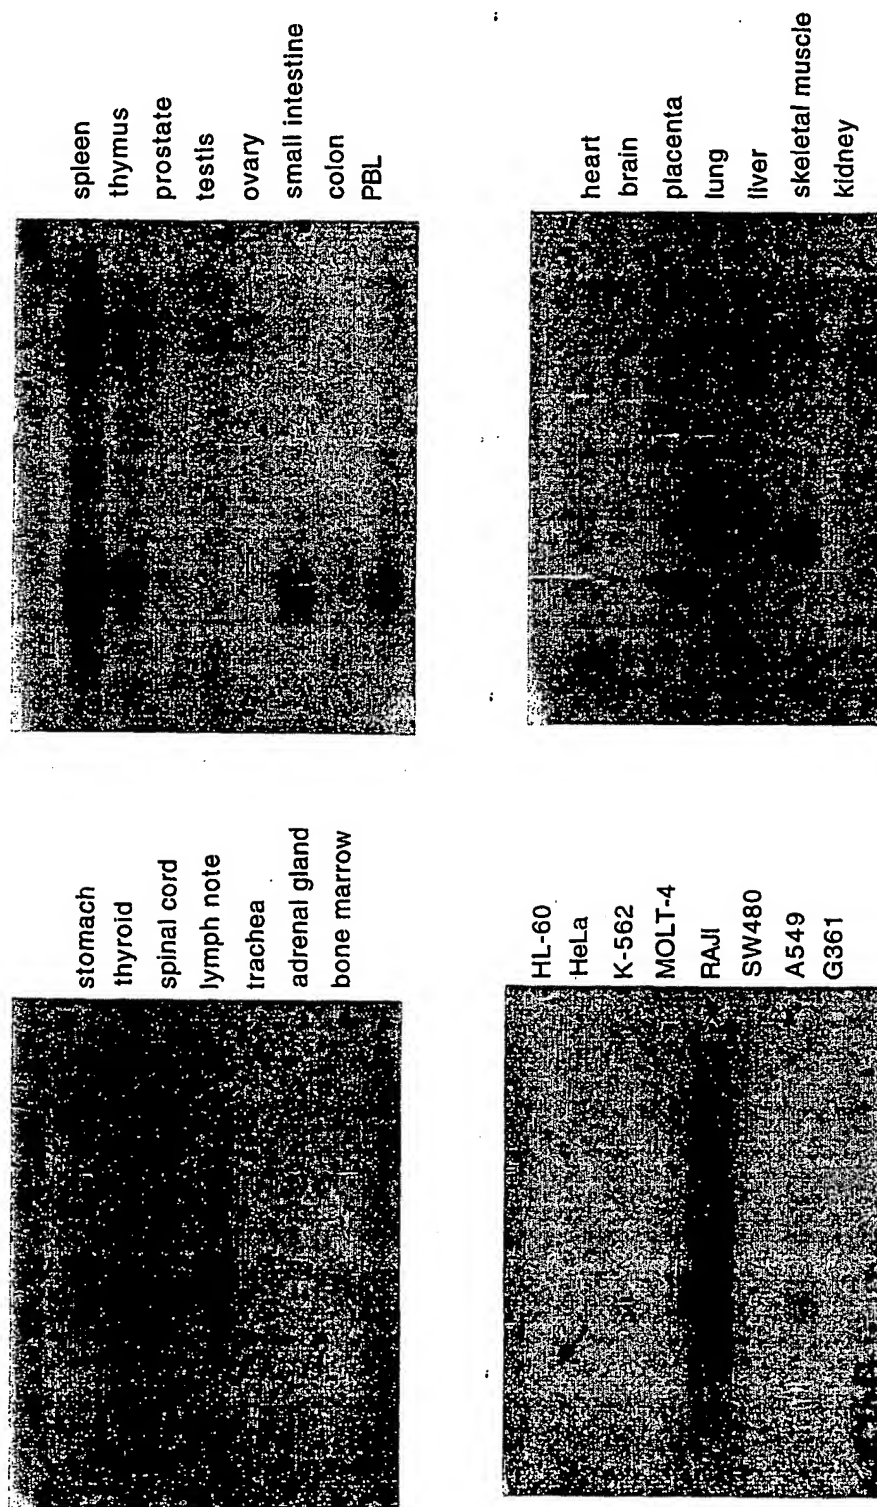 spleen
thymus
prostate
testis
ovary
small intestine
colon
PBL
heart
brain
placenta
lung
liver
skeletal muscle
kidney
stomach
thyroid
spinal cord
lymph note
trachea
adrenal gland
bone marrow
HL-60
HeLa
K-562
MOLT-4
RAJI
SW480
A549
G361